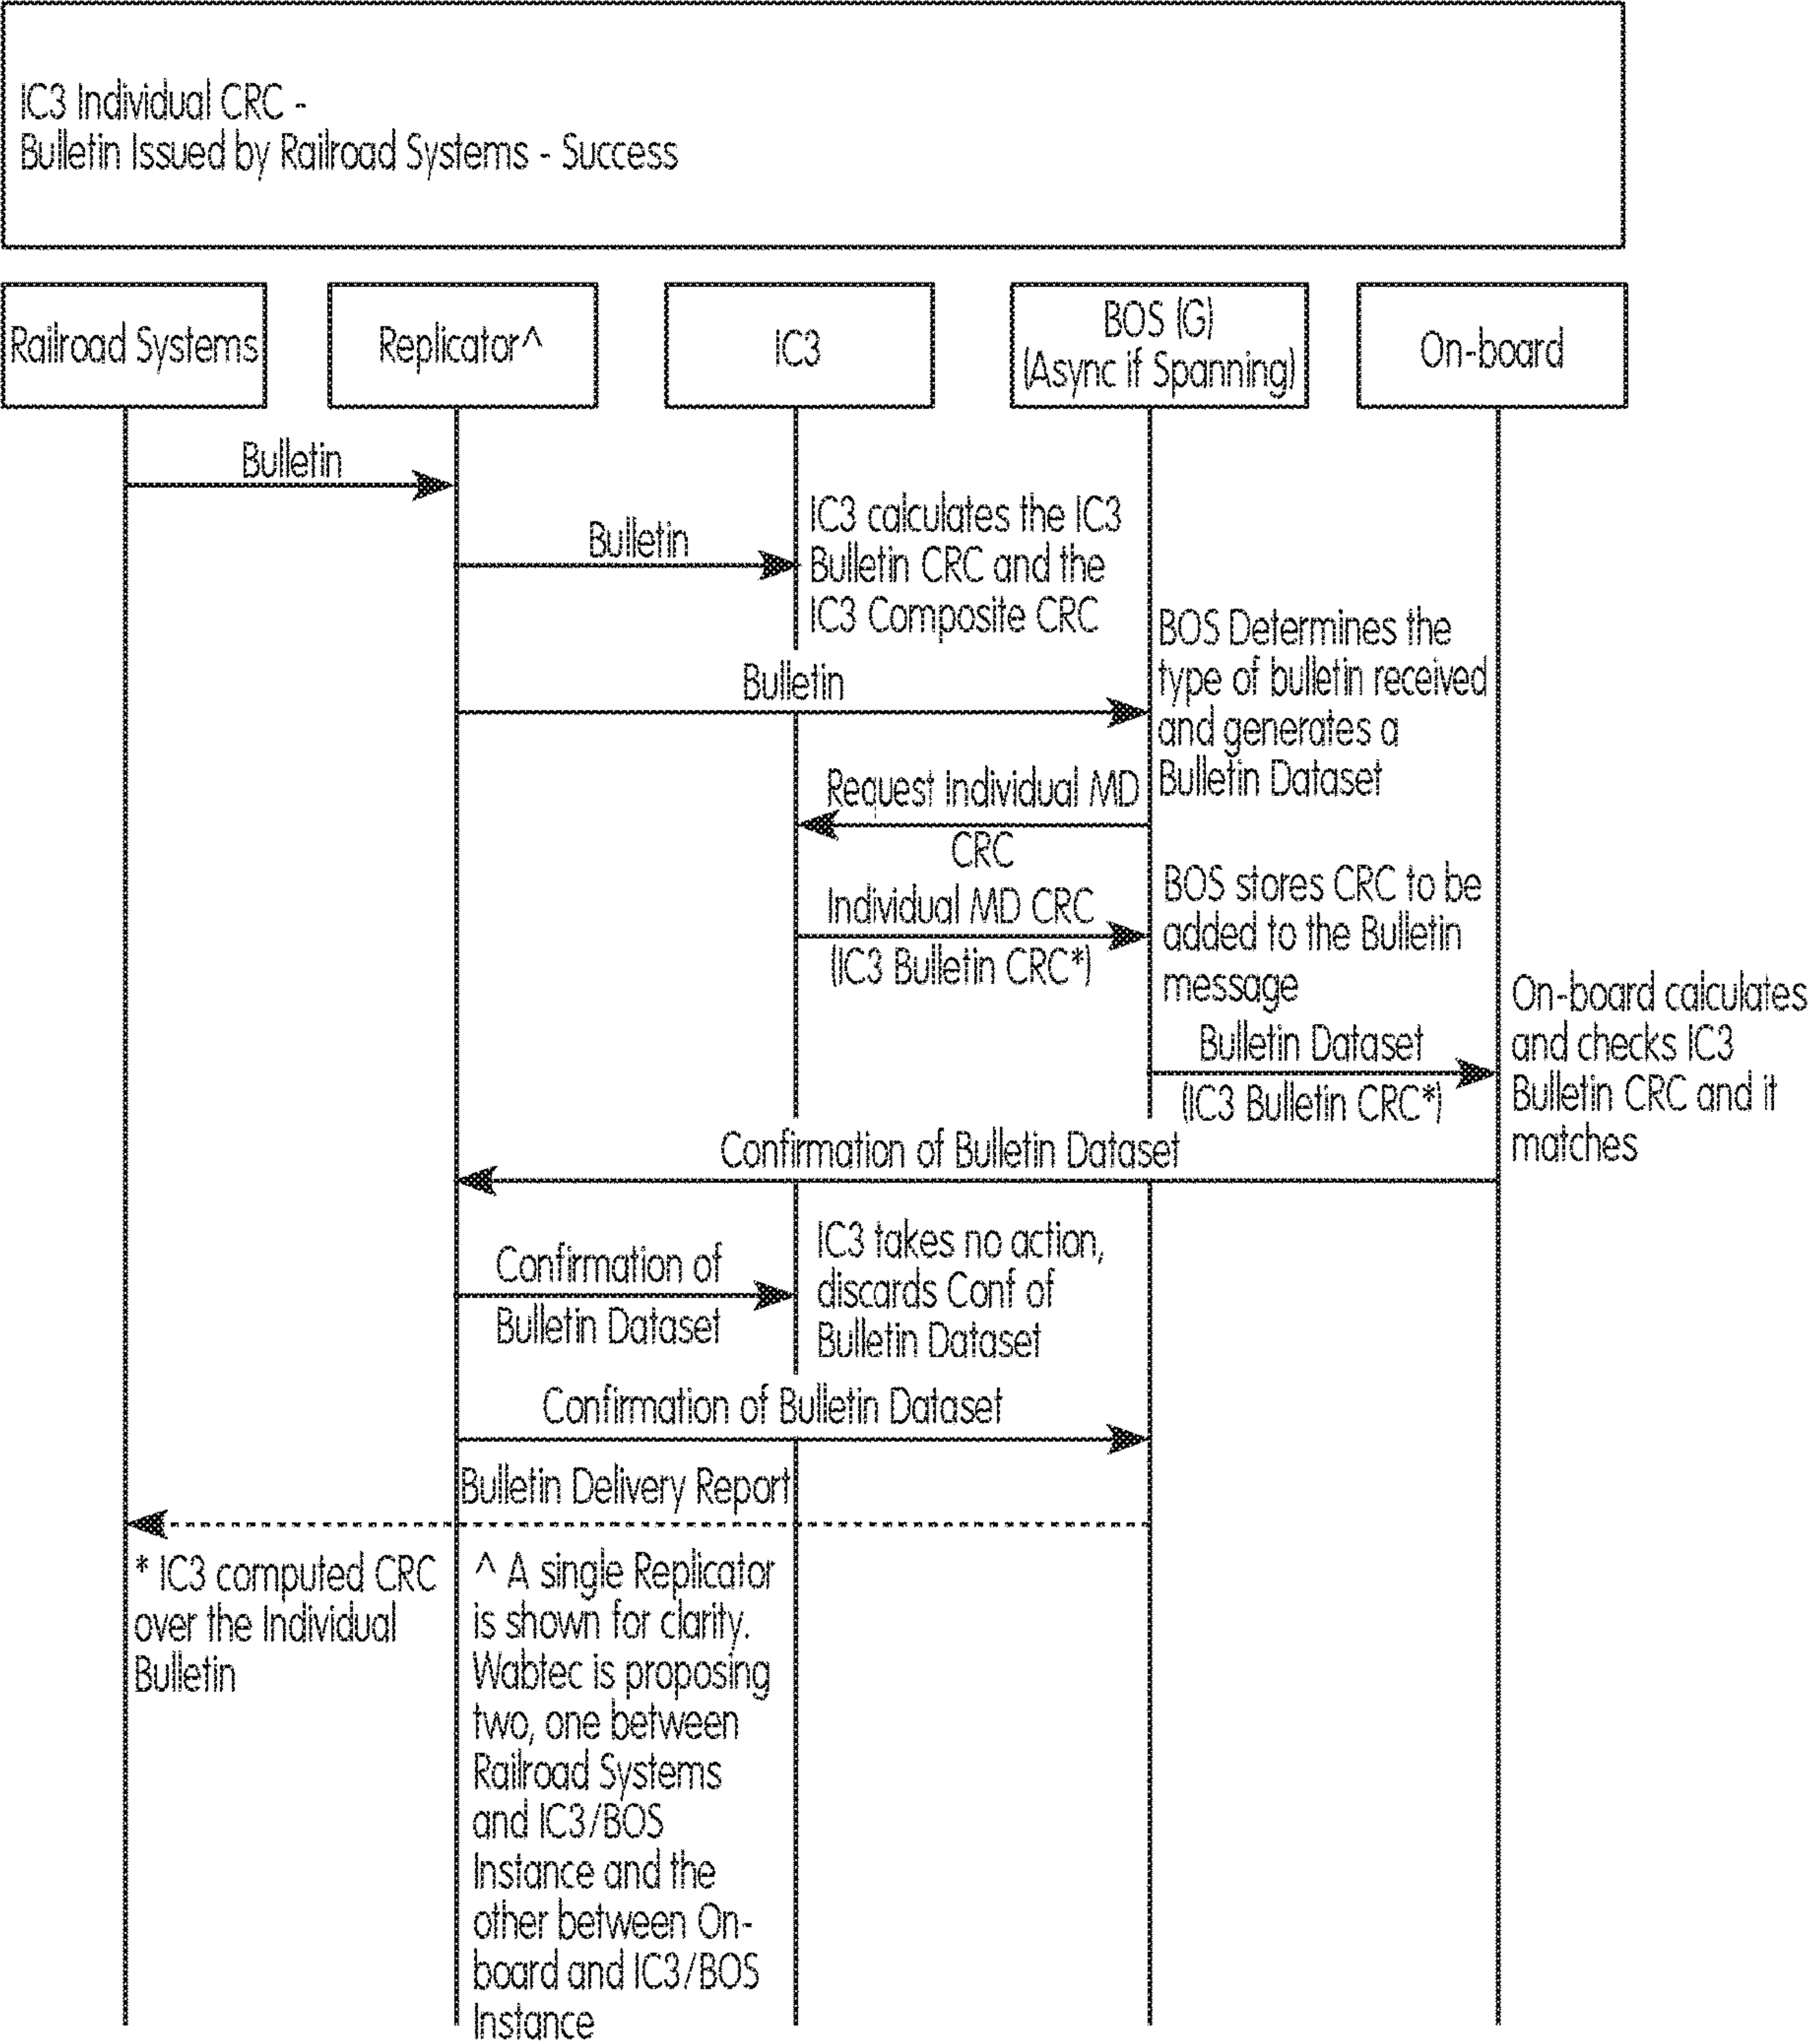 IC3 Individual CRC -
Bulletin Issued by Railroad Systems - Success
Railroad Systems
Replicator^
IC3
BOS (G)
(Async if Spanning)
On-board
Bulletin
Bulletin
IC3 calculates the IC3
Bulletin CRC and the
IC3 Composite CRC
Bulletin
BOS Determines the
type of bulletin received
and generates a
Bulletin Dataset
Request Individual MD
CRC
Individual MD CRC
(IC3 Bulletin CRC*)
BOS stores CRC to be
added to the Bulletin
message
Bulletin Dataset
(IC3 Bulletin CRC*)
On-board calculates
and checks IC3
Bulletin CRC and it
matches
Confirmation of Bulletin Dataset
Confirmation of
Bulletin Dataset
IC3 takes no action,
discards Conf of
Bulletin Dataset
Confirmation of Bulletin Dataset
Bulletin Delivery Report
* IC3 computed CRC
over the Individual
Bulletin
^ A single Replicator
is shown for clarity.
Wabtec is proposing
two, one between
Railroad Systems
and IC3/BOS
Instance and the
other between On-
board and IC3/BOS
Instance